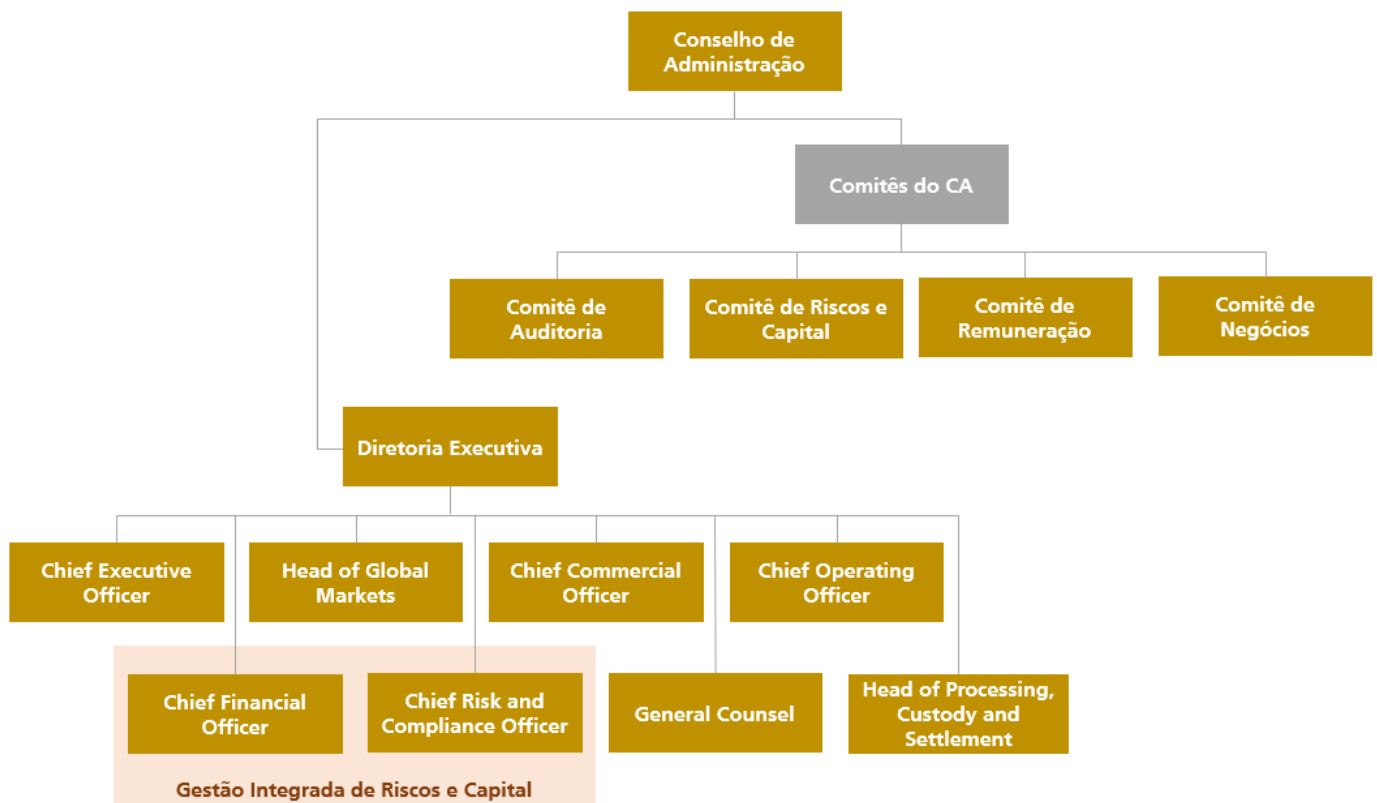 Conselho de
Administração
Comitês do CA
Comitê de
Auditoria
Comitê de Riscos e
Capital
Comitê de
Remuneração
Comitê de
Negócios
Diretoria Executiva
Chief Executive
Officer
Head of Global
Markets
Chief Commercial
Officer
Chief Operating
Officer
Chief Financial
Officer
Chief Risk and
Compliance Officer
General Counsel
Head of Processing,
Custody and
Settlement
Gestão Integrada de Riscos e Capital